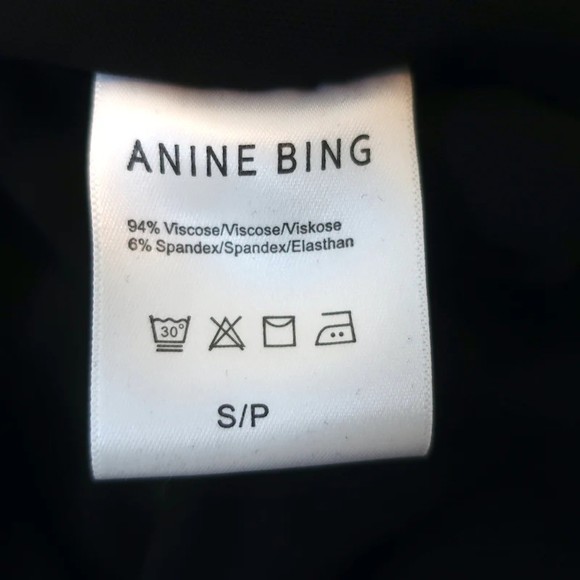 ANINE BING
94% Viscose/Viscose/Viskose
6% Spandex/Spandex/Elasthan
30°
S/P